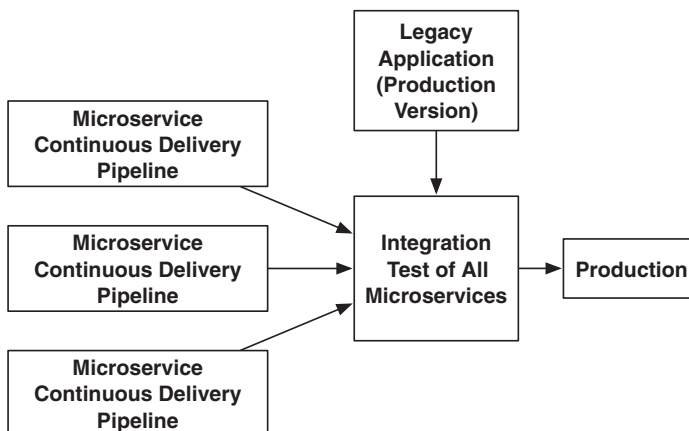 Legacy
Application
(Production
Version)
Microservice
Continuous Delivery
Pipeline
Microservice
Continuous Delivery
Pipeline
Integration
Test of All
Microservices
Production
Microservice
Continuous Delivery
Pipeline